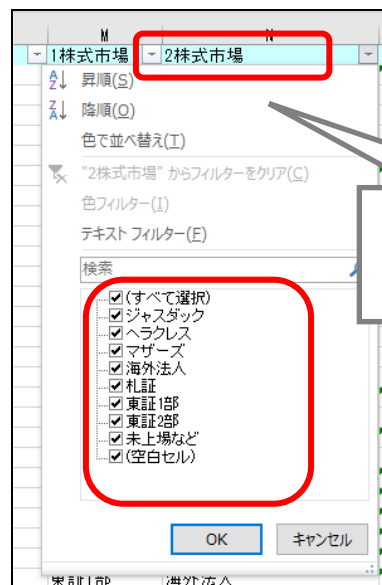 M N
1株式市場 2株式市場
昇順(S)
降順(O)
色で並べ替え(T)
"2株式市場" からフィルターをクリア(C)
色フィルター(I)
テキスト フィルター(F)
検索
(すべて選択)
ジャスダック
ヘラクレス
マザーズ
海外法人
札証
東証1部
東証2部
未上場など
(空白セル)
OK キャンセル
東証1部 海外法人